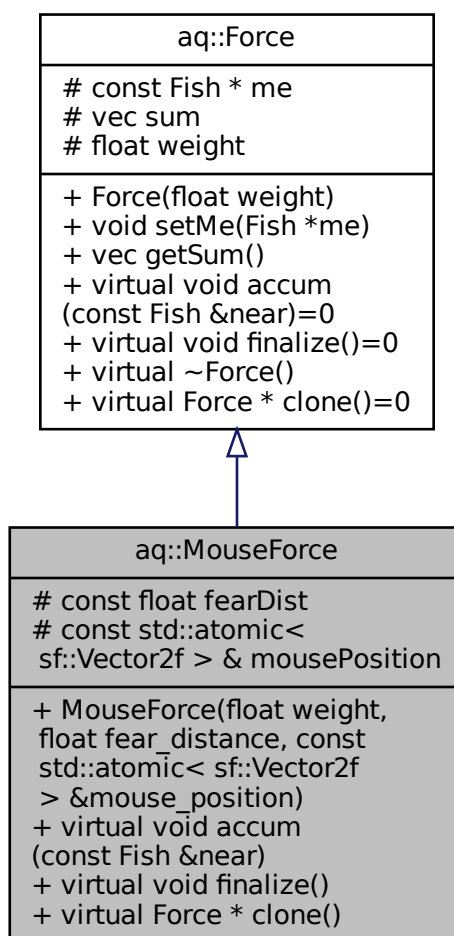 aq::Force
# const Fish * me
# vec sum
# float weight
+ Force(float weight)
+ void setMe(Fish *me)
+ vec getSum()
+ virtual void accum
(const Fish &near)=0
+ virtual void finalize()=0
+ virtual ~Force()
+ virtual Force * clone()=0
aq::MouseForce
# const float fearDist
# const std::atomic<
sf::Vector2f > & mousePosition
+ MouseForce(float weight,
float fear_distance, const
std::atomic< sf::Vector2f
> &mouse_position)
+ virtual void accum
(const Fish &near)
+ virtual void finalize()
+ virtual Force * clone()